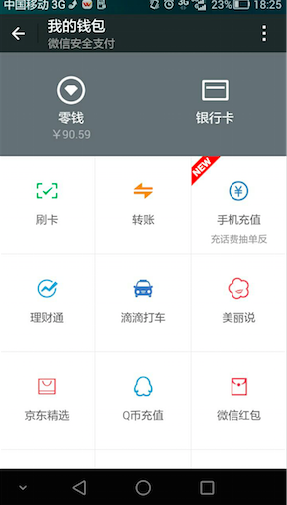 中国移动 3G 3G 23% 18:25
我的钱包
微信安全支付
零钱
￥90.59
银行卡
NEW
刷卡
转账
手机充值
充话费抽单反
理财通
滴滴打车
美丽说
京东精选
Q币充值
微信红包